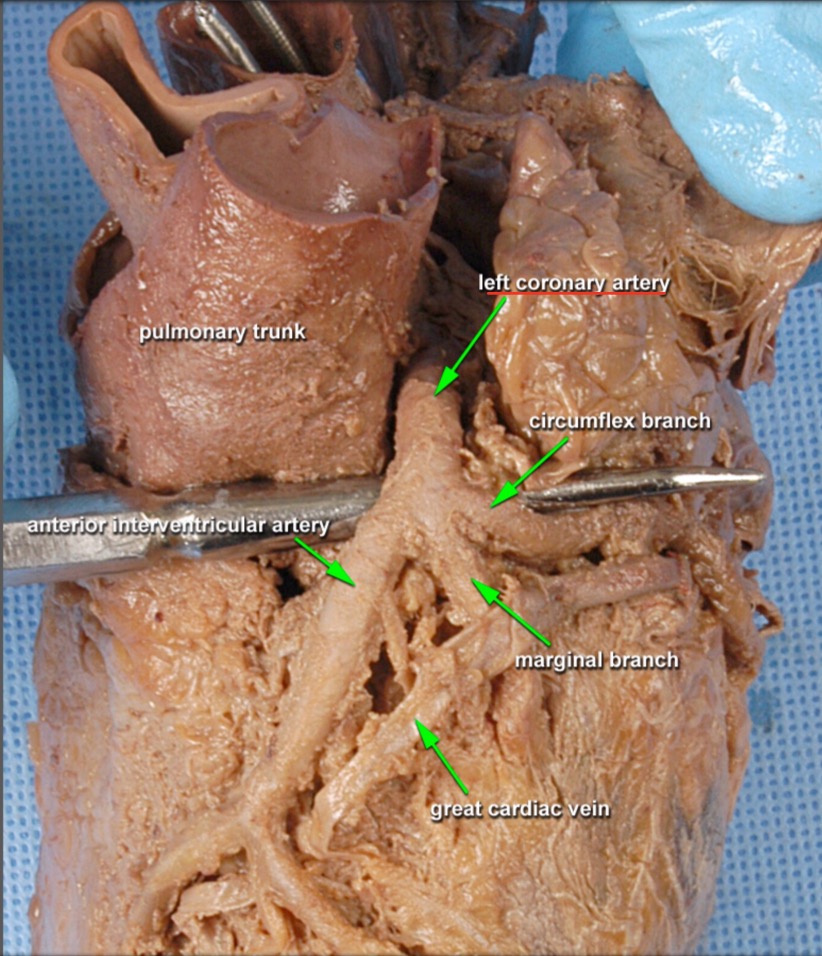 left coronary artery
pulmonary trunk
circumflex branch
anterior interventricular artery
marginal branch
great cardiac vein